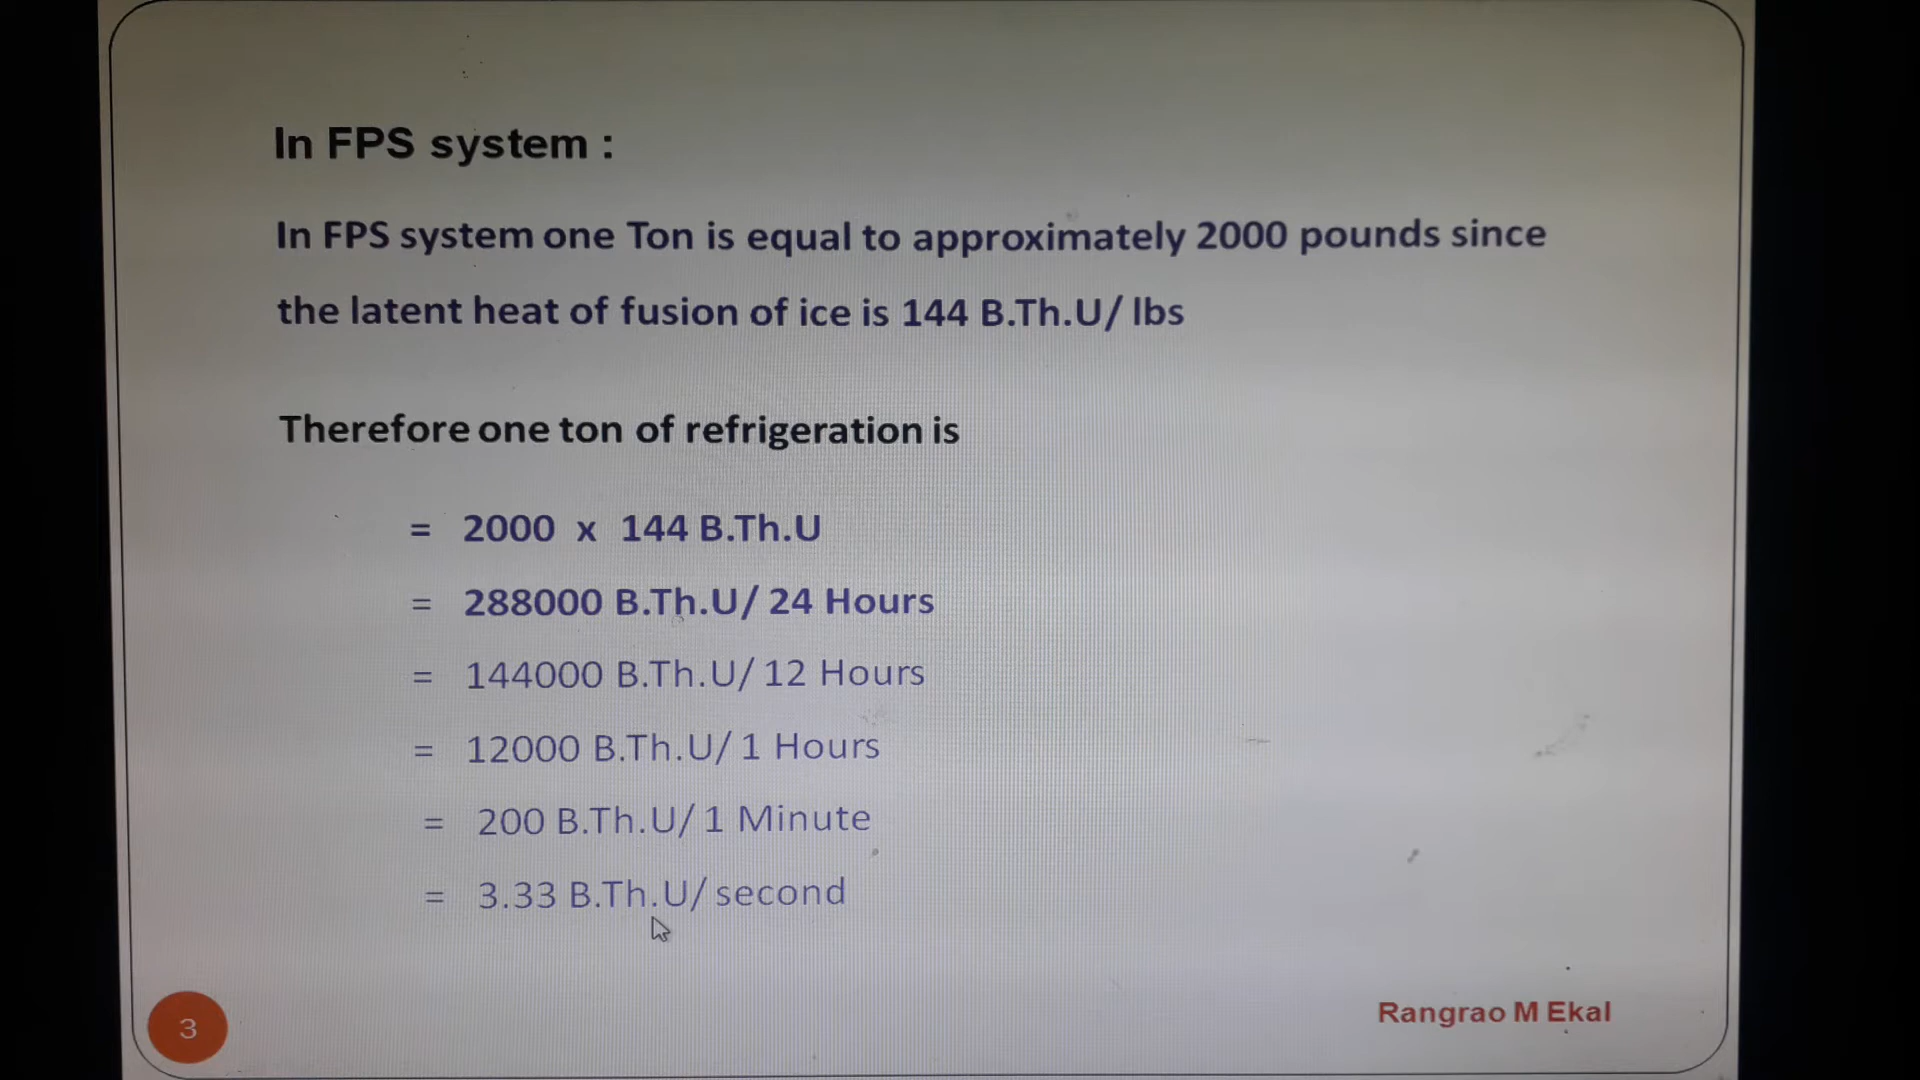 In FPS system :
In FPS system one Ton is equal to approximately 2000 pounds since
the latent heat of fusion of ice is 144 B.Th.U/ lbs
Therefore one ton of refrigeration is
= 2000 x 144 B.Th.U
= 288000 B.Th.U/ 24 Hours
= 144000 B.Th.U/ 12 Hours
= 12000 B.Th.U/ 1 Hours
= 200 B.Th.U/ 1 Minute
= 3.33 B.Th.U/ second
3
Rangrao M Ekal